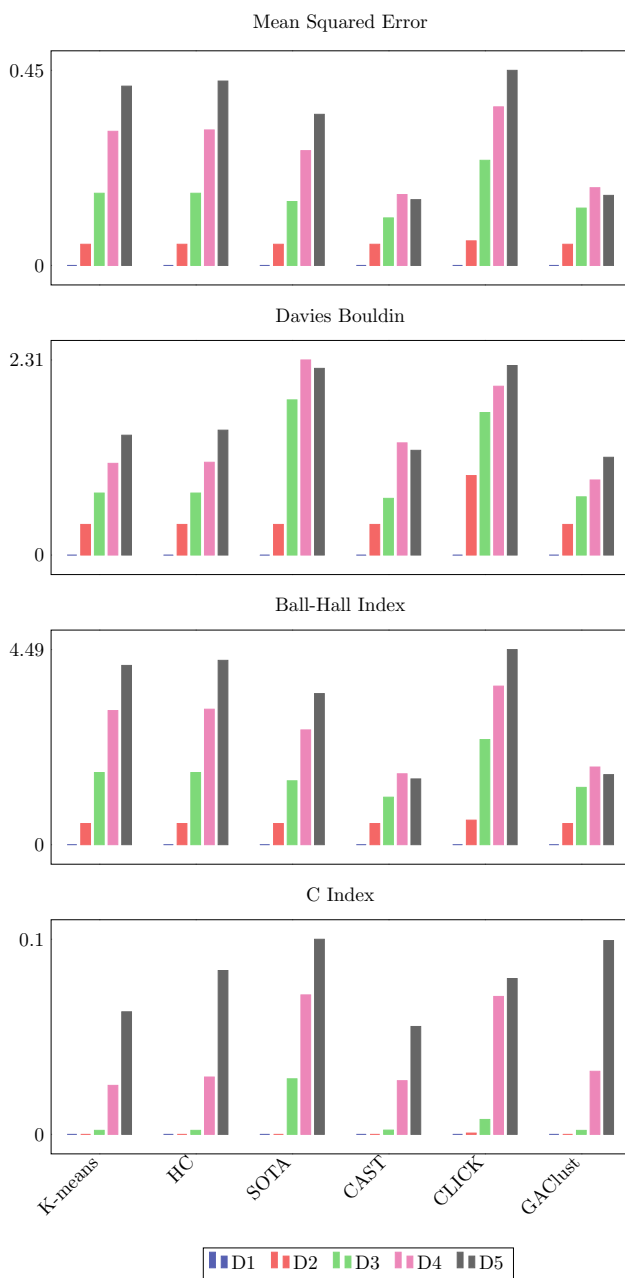 Mean Squared Error
0.45
0
Davies Bouldin
2.31
0
Ball-Hall Index
4.49
0
C Index
0.1
0
K-means
HC
SOTA
CAST
CLICK
GAClust
D1 D2 D3 D4 D5